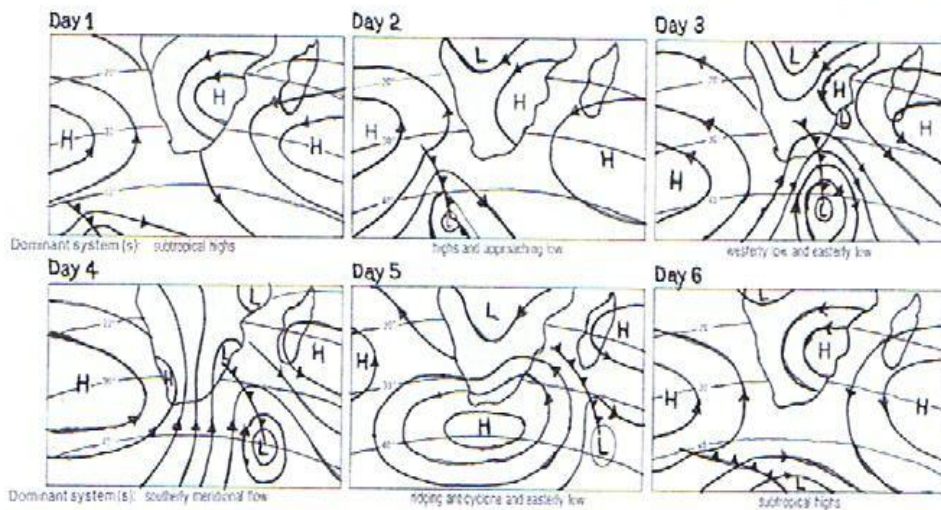 Day 1
Day 2
Day 3
H
H
H
L
H
H
H
L
L
H
L
H
H
L
Dominant system(s): subtropical highs
highs and approaching low
westerly low and easterly low
Day 4
Day 5
Day 6
L
H
H
L
H
L
L
H
H
H
L
L
H
H
H
L
Dominant system(s): southerly meridional flow
ridging anticyclone and easterly low
subtropical highs